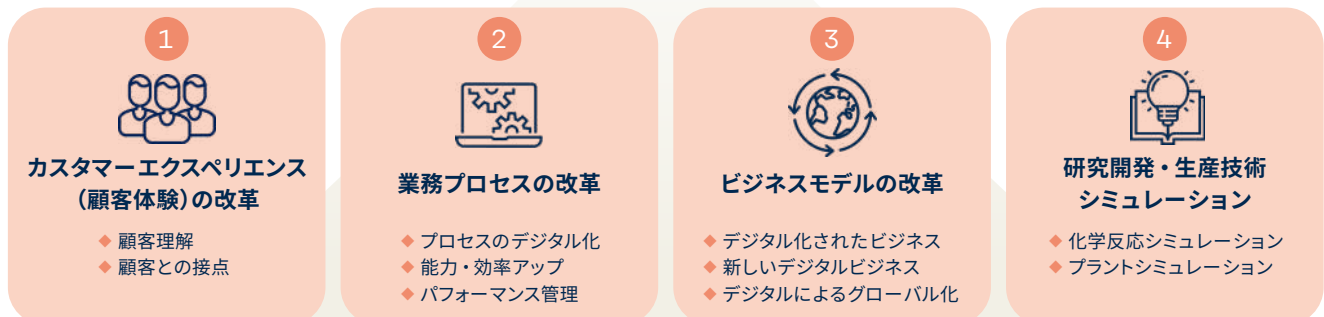 1
カスタマーエクスペリエンス
（顧客体験）の改革
◆ 顧客理解
◆ 顧客との接点
2
業務プロセスの改革
◆ プロセスのデジタル化
◆ 能力・効率アップ
◆ パフォーマンス管理
3
ビジネスモデルの改革
◆ デジタル化されたビジネス
◆ 新しいデジタルビジネス
◆ デジタルによるグローバル化
4
研究開発・生産技術
シミュレーション
◆ 化学反応シミュレーション
◆ プラントシミュレーション